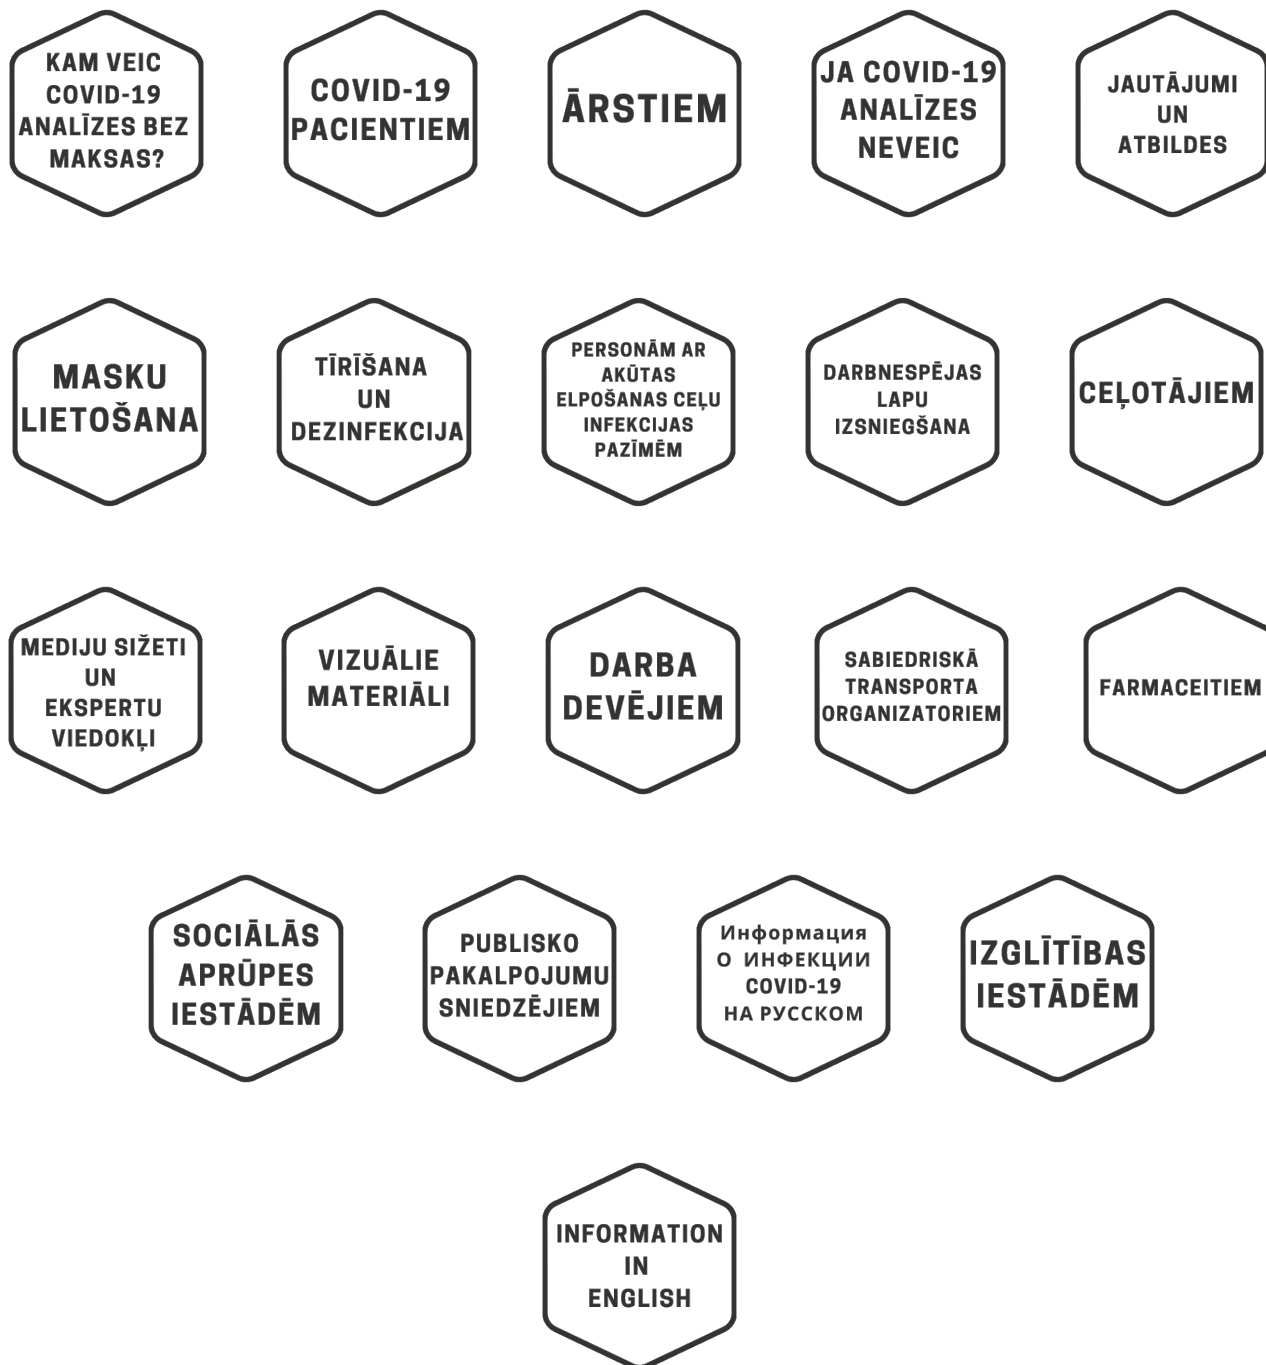 KAM VEIC
COVID-19
ANALĪZES BEZ
MAKSAS?
COVID-19
PACIENTIEM
ĀRSTIEM
JA COVID-19
ANALĪZES
NEVEIC
JAUTĀJUMI
UN
ATBILDES
MASKU
LIETOŠANA
TĪRĪŠANA
UN
DEZINFEKCIJA
PERSONĀM AR
AKŪTAS
ELPOŠANAS CEĻU
INFEKCIJAS
PAZĪMĒM
DARBNESPĒJAS
LAPU
IZSNIEGŠANA
CEĻOTĀJIEM
MEDIJU SIŽETI
UN
EKSPERTU
VIEDOKĻI
VIZUĀLIE
MATERIĀLI
DARBA
DEVĒJIEM
SABIEDRISKĀ
TRANSPORTA
ORGANIZATORIEM
FARMACEITIEM
SOCIĀLĀS
APRŪPES
IESTĀDĒM
PUBLISKO
PAKALPOJUMU
SNIEDZĒJIEM
Информация
О ИНФЕКЦИИ
COVID-19
НА РУССКОМ
IZGLĪTĪBAS
IESTĀDĒM
INFORMATION
IN
ENGLISH